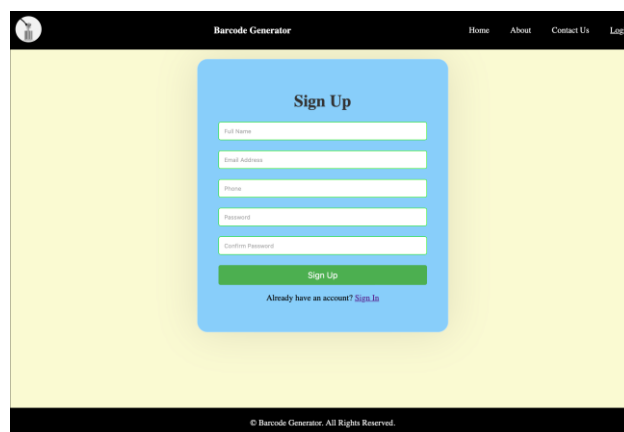 Barcode Generator Home About Contact Us
Sign Up
Full Name
Email Address
Phone
Password
Confirm Password
Sign Up
Already have an account? Sign In
© Barcode Generator. All Rights Reserved.